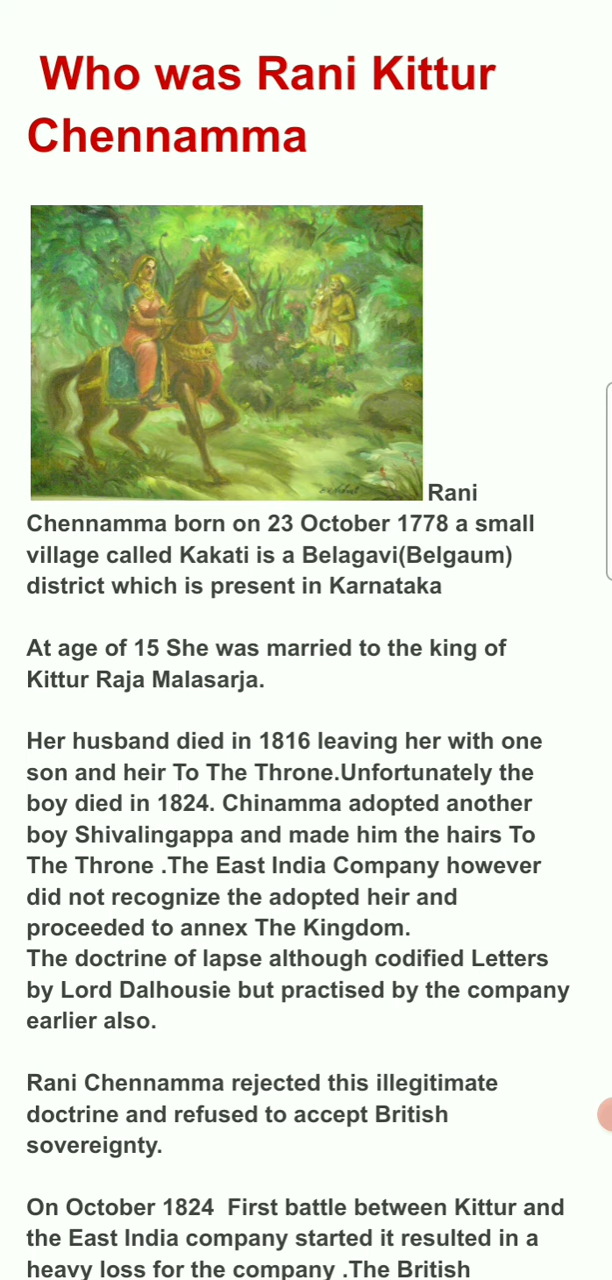 Who was Rani Kittur
Chennamma
Rani
Chennamma born on 23 October 1778 a small
village called Kakati is a Belagavi(Belgaum)
district which is present in Karnataka
At age of 15 She was married to the king of
Kittur Raja Malasarja.
Her husband died in 1816 leaving her with one
son and heir To The Throne.Unfortunately the
boy died in 1824. Chinamma adopted another
boy Shivalingappa and made him the hairs To
The Throne .The East India Company however
did not recognize the adopted heir and
proceeded to annex The Kingdom.
The doctrine of lapse although codified Letters
by Lord Dalhousie but practised by the company
earlier also.
Rani Chennamma rejected this illegitimate
doctrine and refused to accept British
sovereignty.
On October 1824  First battle between Kittur and
the East India company started it resulted in a
heavy loss for the company .The British